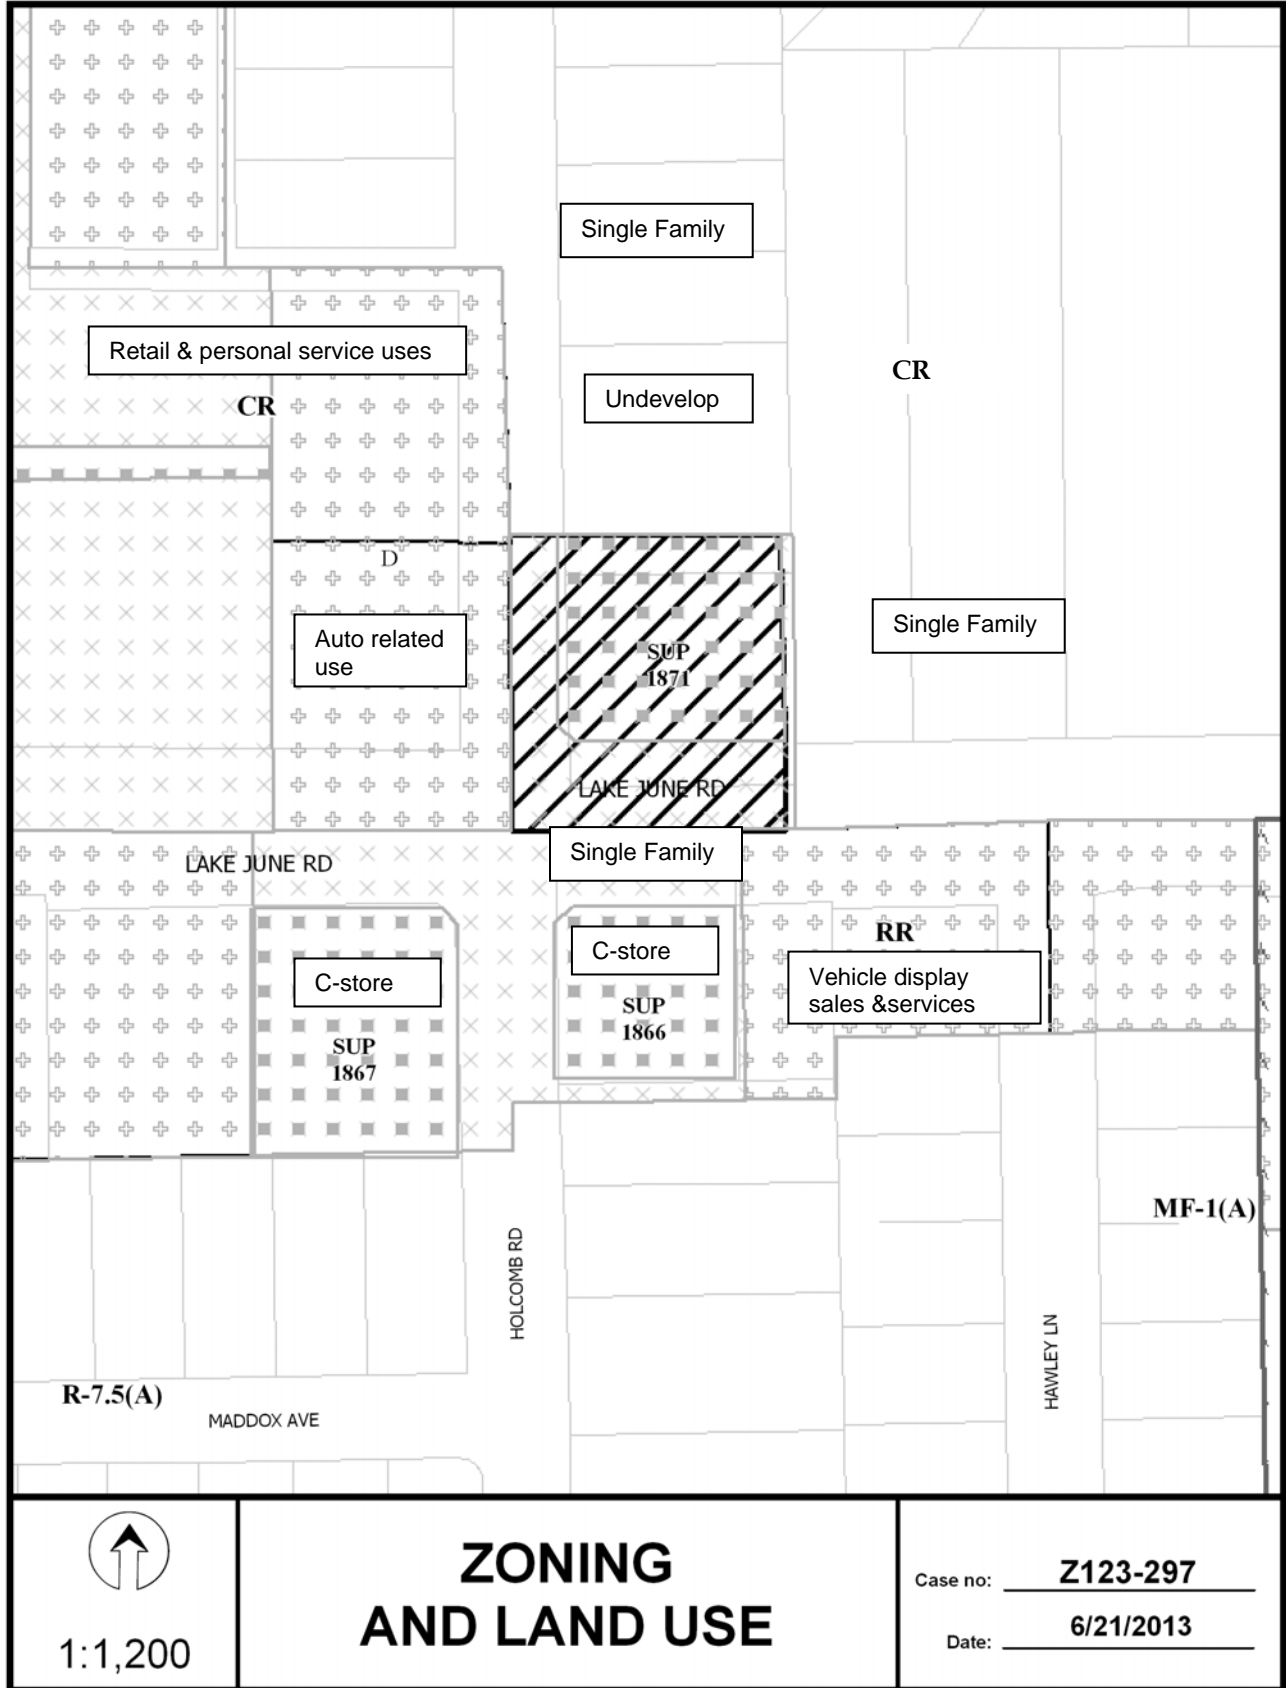 Single Family
Retail & personal service uses
CR
CR
Undevelop
D
Auto related
use
SUP
1871
Single Family
LAKE JUNE RD
Single Family
LAKE JUNE RD
C-store
RR
C-store
Vehicle display
sales &services
SUP
1866
SUP
1867
MF-1(A)
HOLCOMB RD
HAWLEY LN
R-7.5(A)
MADDOX AVE
1:1,200
ZONING
AND LAND USE
Case no: Z123-297
Date: 6/21/2013